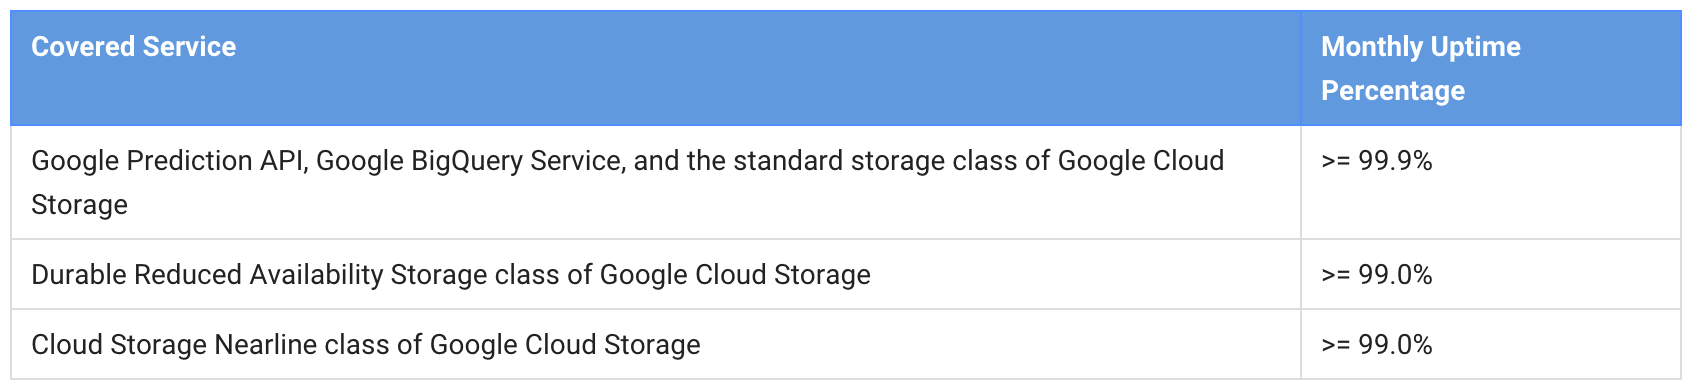 Covered Service
Monthly Uptime
Percentage
Google Prediction API, Google BigQuery Service, and the standard storage class of Google Cloud
Storage
>= 99.9%
Durable Reduced Availability Storage class of Google Cloud Storage
>= 99.0%
Cloud Storage Nearline class of Google Cloud Storage
>= 99.0%